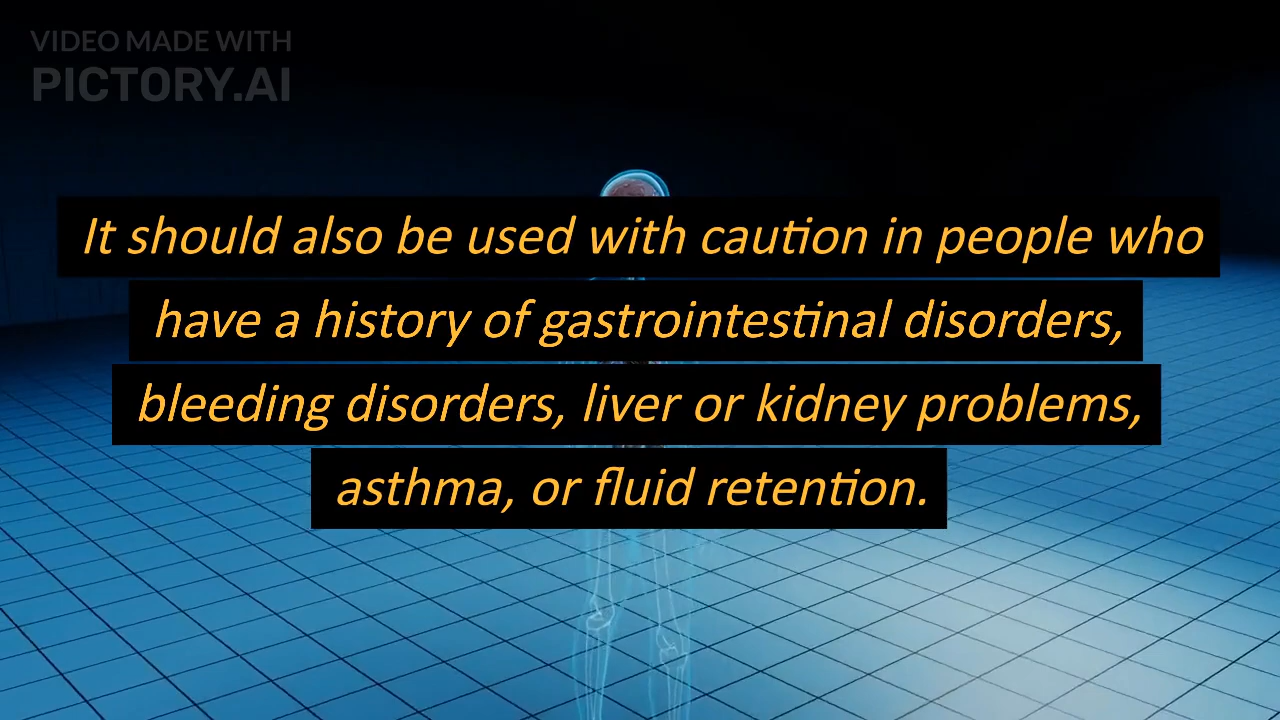 VIDEO MADE WITH
PICTORY.AI
It should also be used with caution in people who
have a history of gastrointestinal disorders,
bleeding disorders, liver or kidney problems,
asthma, or fluid retention.